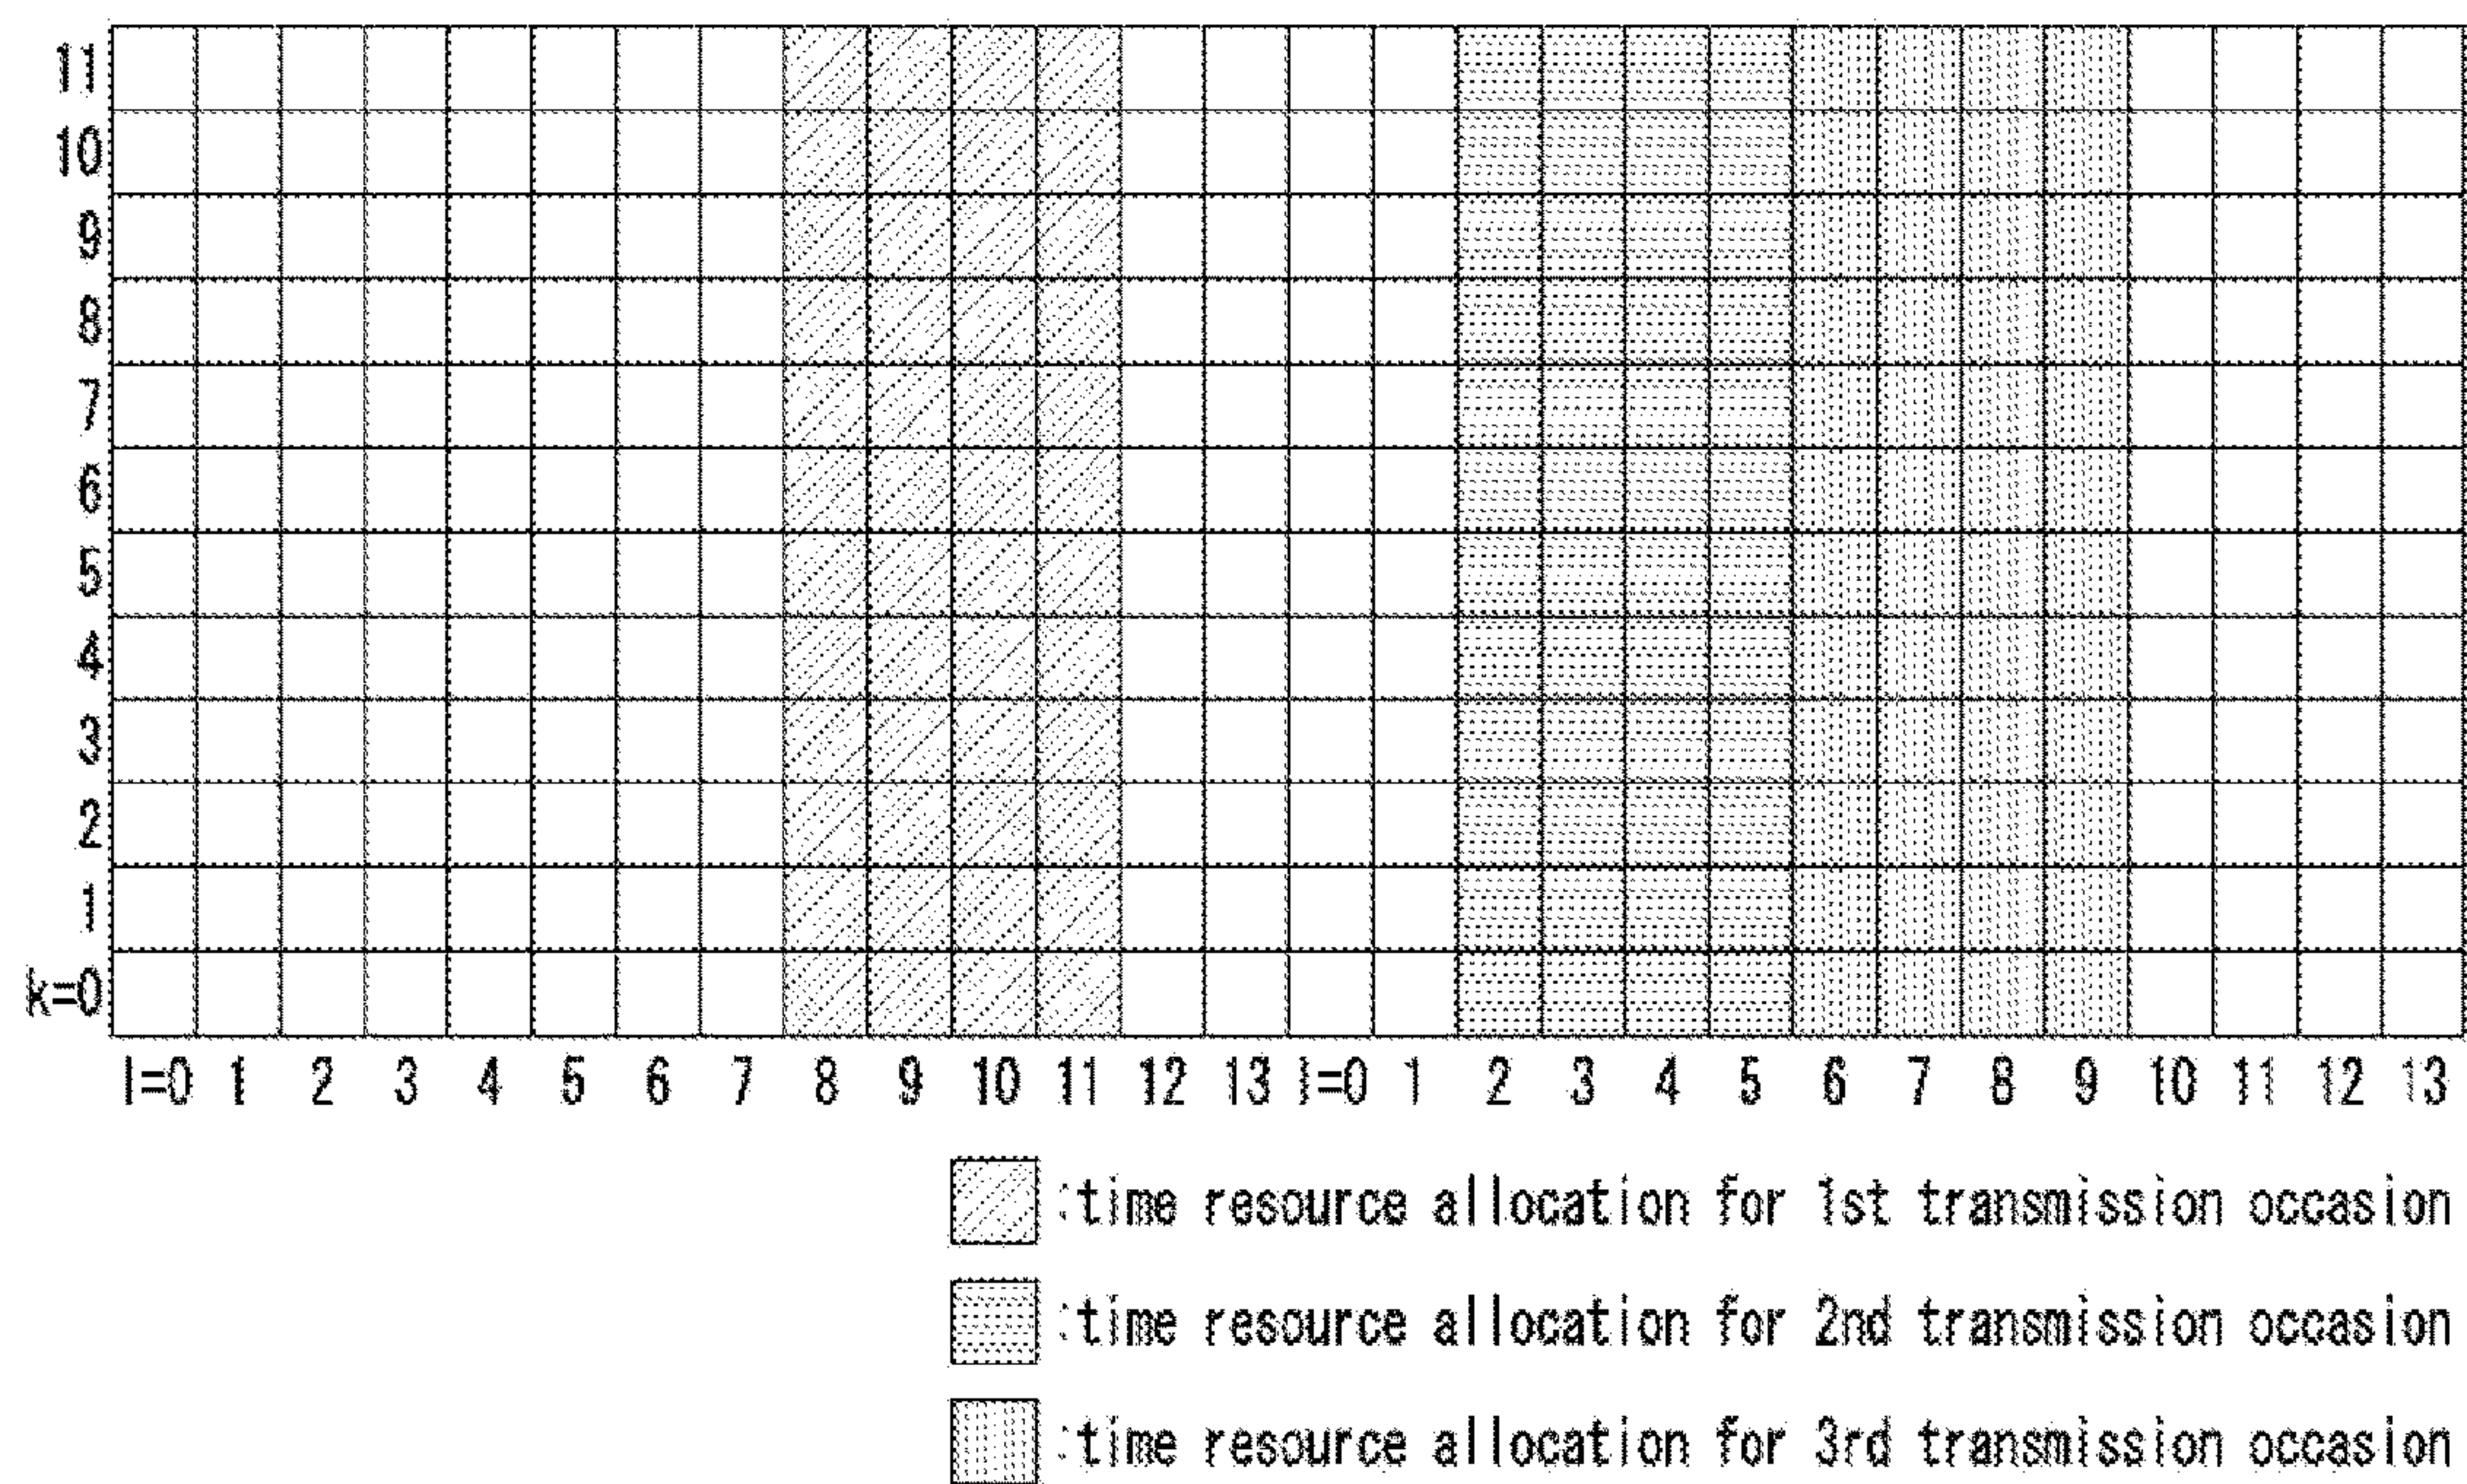 11
10
9
8
7
6
5
4
3
2
1
k=0
l=0 1 2 3 4 5 6 7 8 9 10 11 12 13 l=0 1 2 3 4 5 6 7 8 9 10 11 12 13
:time resource allocation for 1st transmission occasion
:time resource allocation for 2nd transmission occasion
:time resource allocation for 3rd transmission occasion